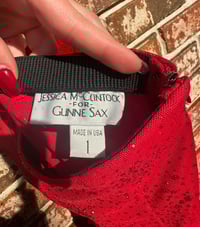 JESSICA McCLINTOCK
-FOR-
GUNNE SAX
MADE IN USA
1